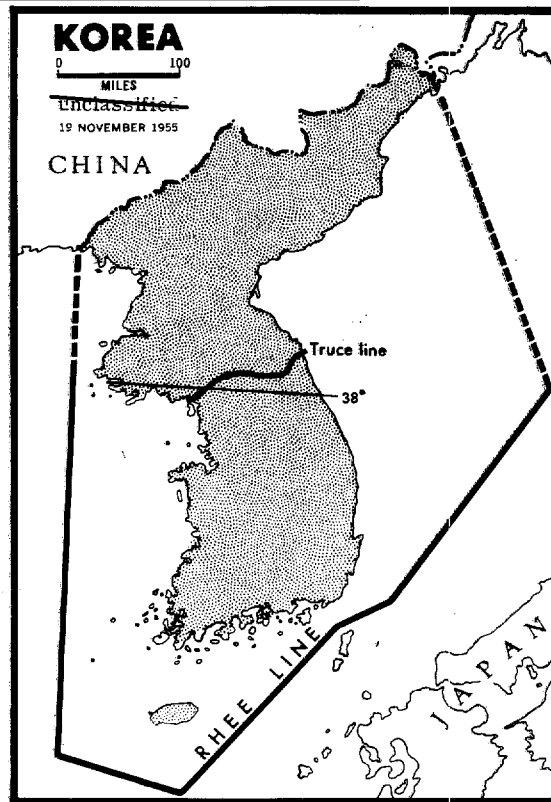 KOREA
0 100
MILES
Unclassified
19 NOVEMBER 1955
CHINA
Truce line
38°
RHEE LINE
JAPAN